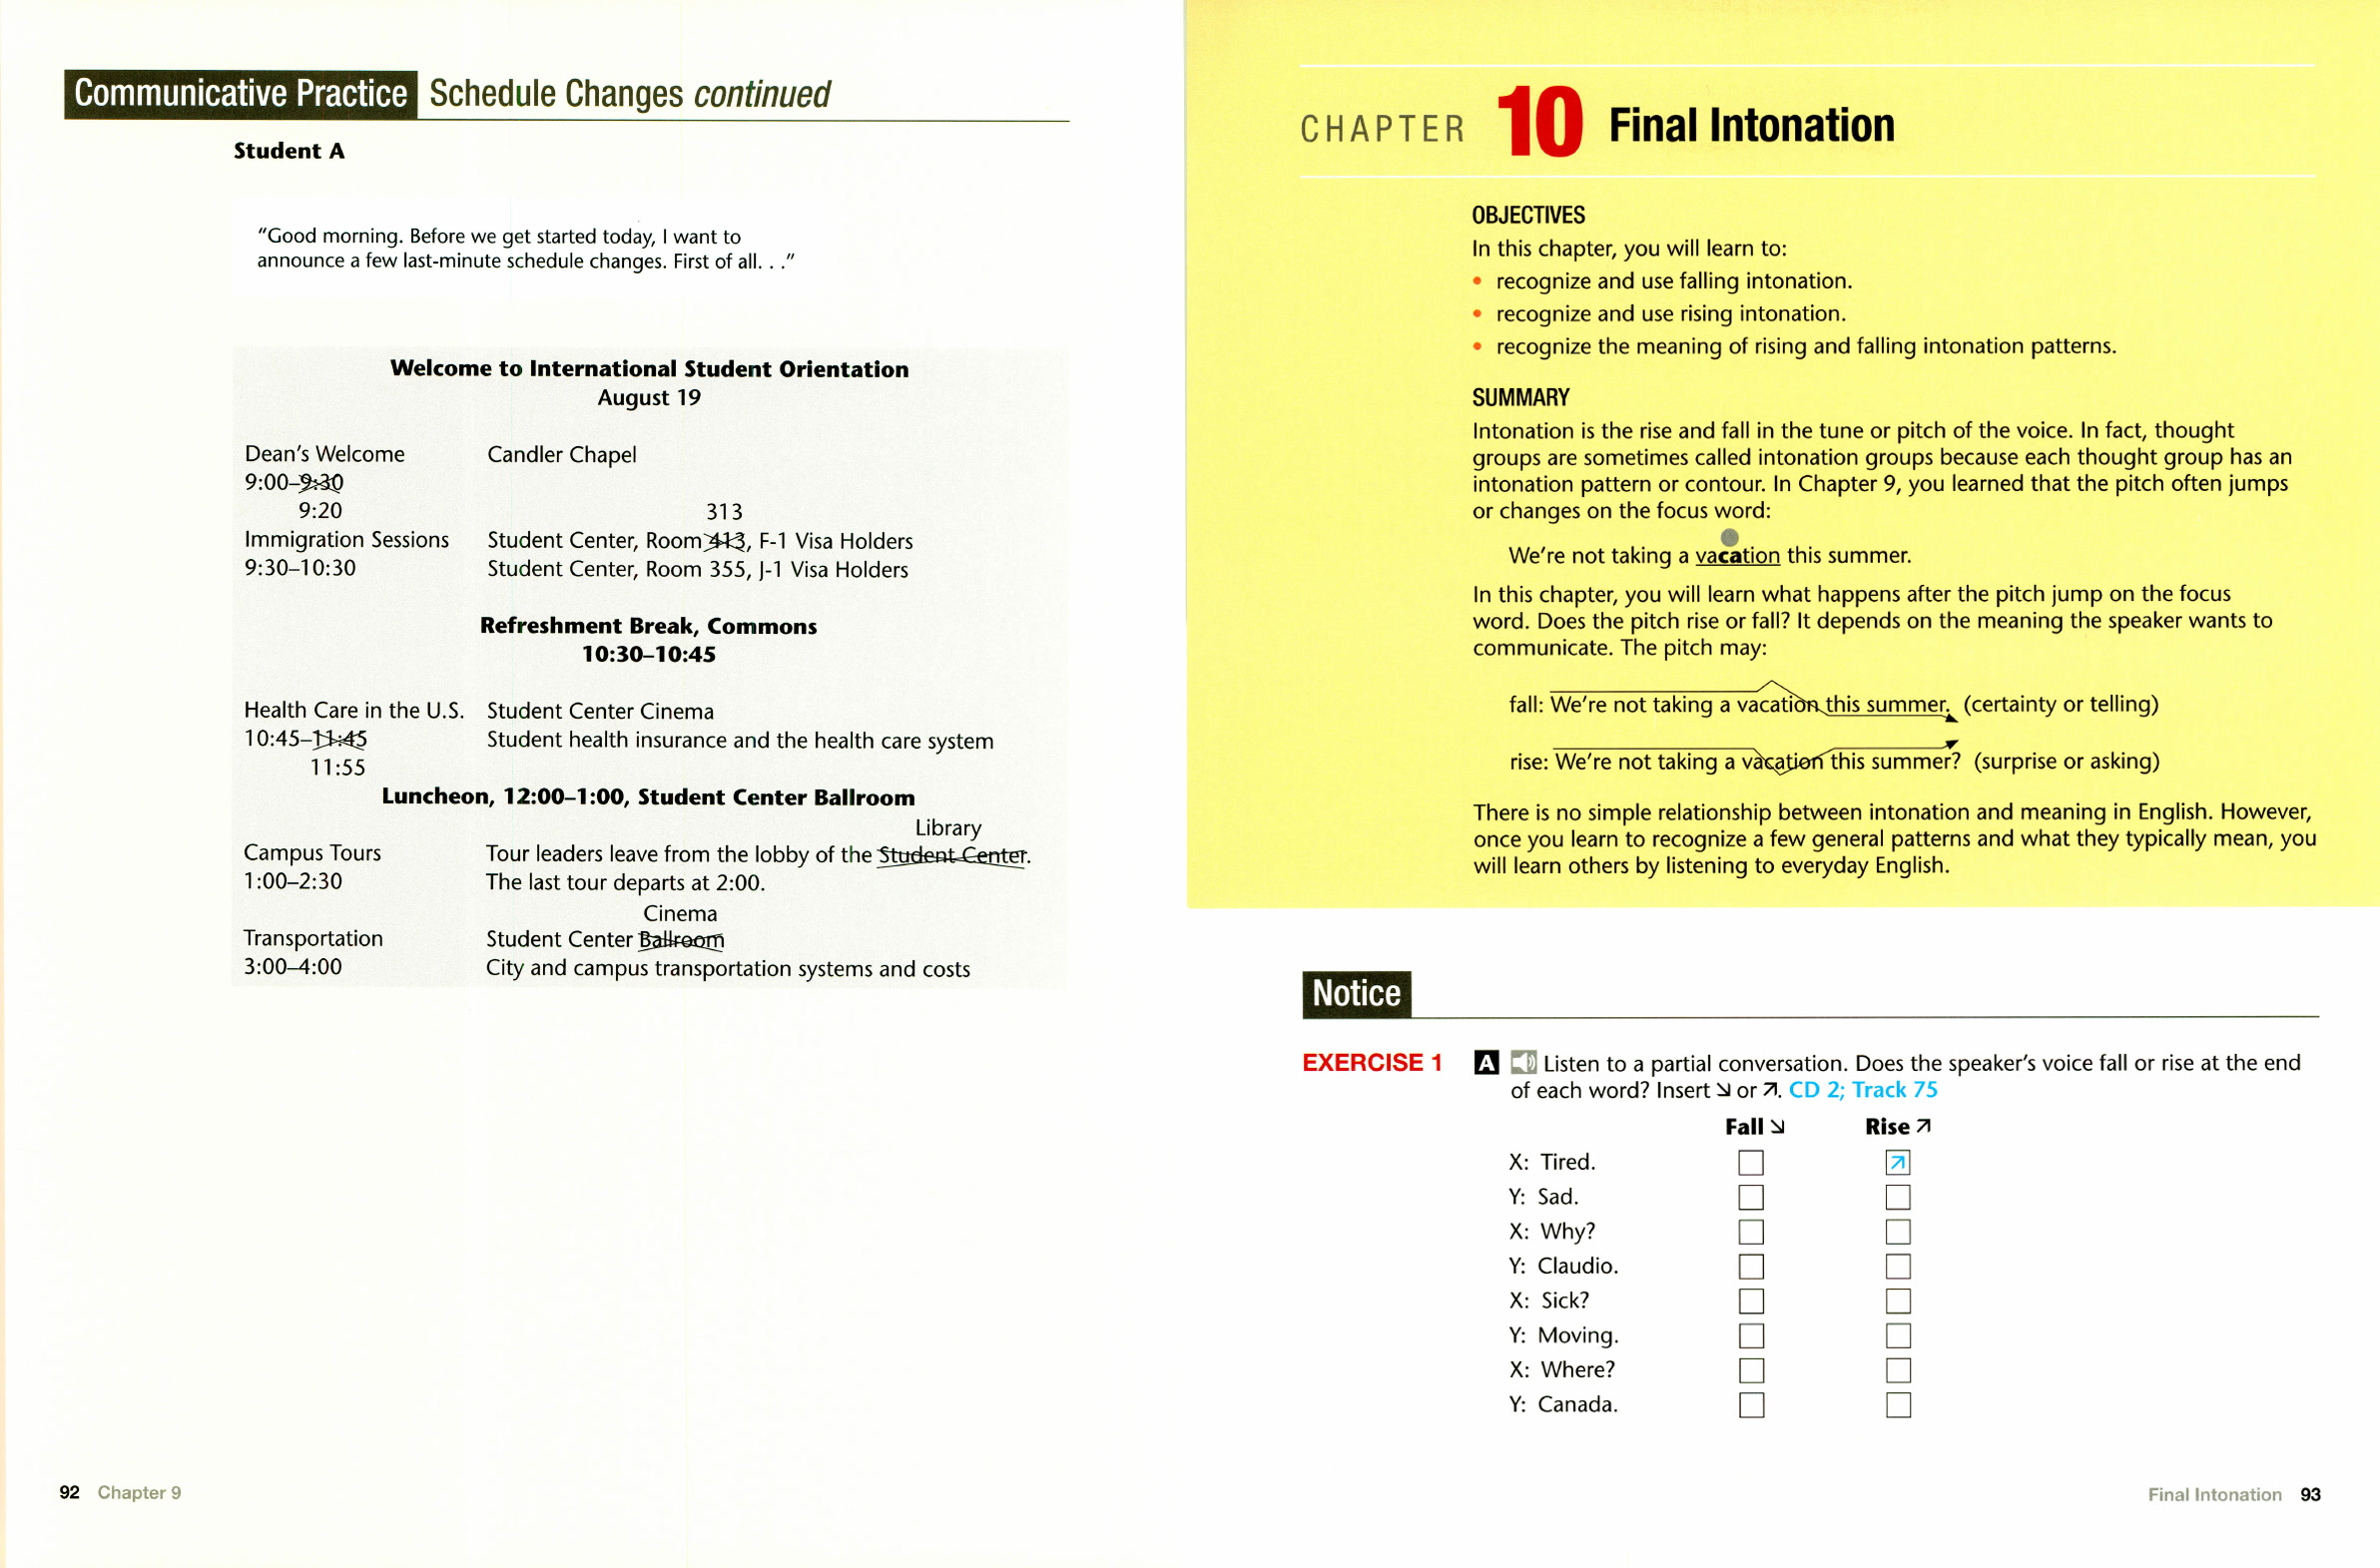 Communicative Practice Schedule Changes continued
Student A
"Good morning. Before we get started today, I want to
announce a few last-minute schedule changes. First of all. . ."
Welcome to International Student Orientation
August 19
Dean's Welcome Candler Chapel
9:00–9:30
9:20 313
Immigration Sessions Student Center, Room 413, F-1 Visa Holders
9:30–10:30 Student Center, Room 355, J-1 Visa Holders
Refreshment Break, Commons
10:30–10:45
Health Care in the U.S. Student Center Cinema
10:45–11:45 Student health insurance and the health care system
11:55
Luncheon, 12:00–1:00, Student Center Ballroom
Library
Campus Tours Tour leaders leave from the lobby of the Student Center.
1:00–2:30 The last tour departs at 2:00.
Cinema
Transportation Student Center Ballroom
3:00–4:00 City and campus transportation systems and costs
92 Chapter 9
CHAPTER 10 Final Intonation
OBJECTIVES
In this chapter, you will learn to:
• recognize and use falling intonation.
• recognize and use rising intonation.
• recognize the meaning of rising and falling intonation patterns.
SUMMARY
Intonation is the rise and fall in the tune or pitch of the voice. In fact, thought
groups are sometimes called intonation groups because each thought group has an
intonation pattern or contour. In Chapter 9, you learned that the pitch often jumps
or changes on the focus word:
We're not taking a vacation this summer.
In this chapter, you will learn what happens after the pitch jump on the focus
word. Does the pitch rise or fall? It depends on the meaning the speaker wants to
communicate. The pitch may:
fall: We're not taking a vacation this summer. (certainty or telling)
rise: We're not taking a vacation this summer? (surprise or asking)
There is no simple relationship between intonation and meaning in English. However,
once you learn to recognize a few general patterns and what they typically mean, you
will learn others by listening to everyday English.
Notice
EXERCISE 1 A Listen to a partial conversation. Does the speaker's voice fall or rise at the end
of each word? Insert ↘ or ↗. CD 2; Track 75
Fall ↘ Rise ↗
X: Tired. ↗
Y: Sad.
X: Why?
Y: Claudio.
X: Sick?
Y: Moving.
X: Where?
Y: Canada.
Final Intonation 93